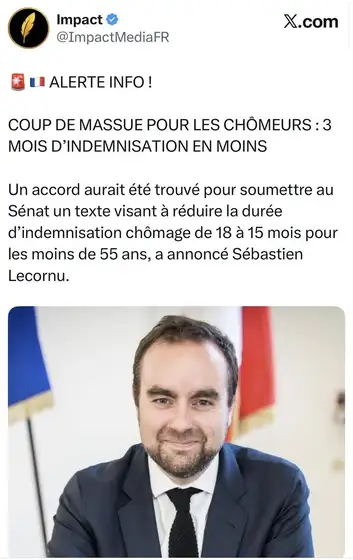 Impact
X.com
@ImpactMediaFR
🚨🇫🇷 ALERTE INFO !
COUP DE MASSUE POUR LES CHÔMEURS : 3
MOIS D’INDEMNISATION EN MOINS
Un accord aurait été trouvé pour soumettre au
Sénat un texte visant à réduire la durée
d’indemnisation chômage de 18 à 15 mois pour
les moins de 55 ans, a annoncé Sébastien
Lecornu.